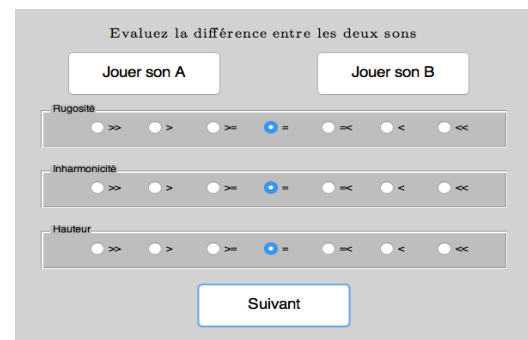 Evaluez la différence entre les deux sons
Jouer son A Jouer son B
Rugosité
>> > >= = =< < <<
Inharmonicité
>> > >= = =< < <<
Hauteur
>> > >= = =< < <<
Suivant